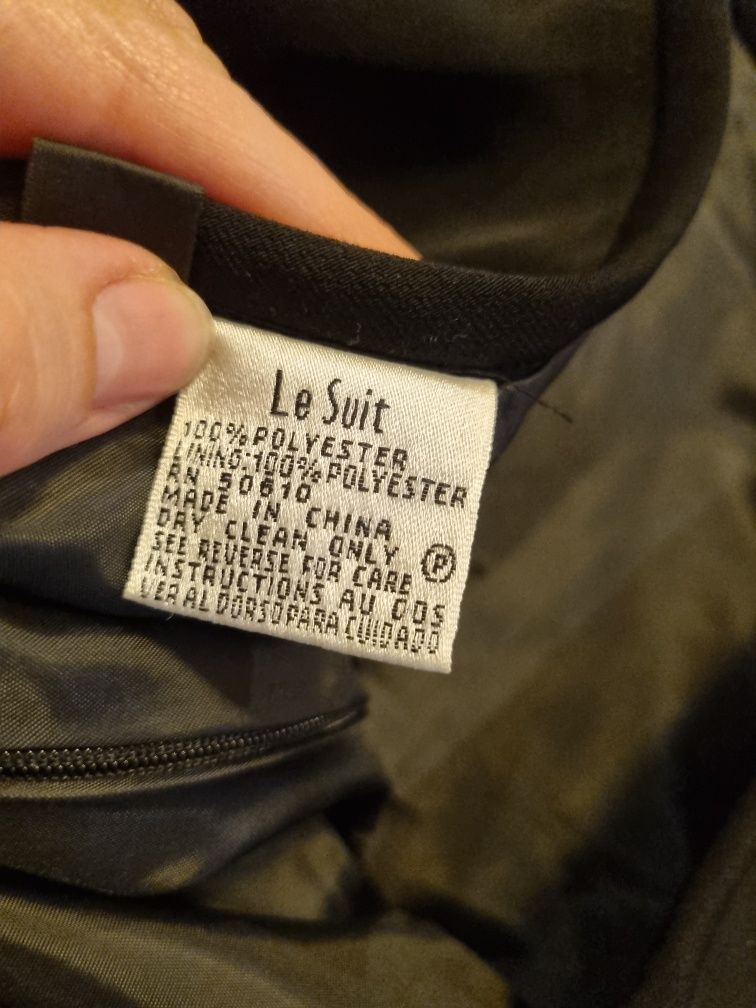 Le Suit
100% POLYESTER
LINING:100% POLYESTER
RN 50610
MADE IN CHINA
DRY CLEAN ONLY
SEE REVERSE FOR CARE P
INSTRUCTIONS AU DOS
VER AL DORSO PARA CUIDADO